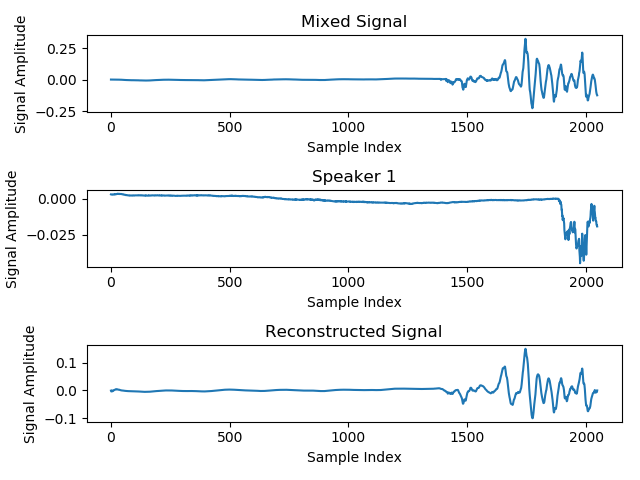 Mixed Signal
Signal Amplitude
0.25
0.00
−0.25
0 500 1000 1500 2000
Sample Index
Speaker 1
Signal Amplitude
0.000
−0.025
0 500 1000 1500 2000
Sample Index
Reconstructed Signal
Signal Amplitude
0.1
0.0
−0.1
0 500 1000 1500 2000
Sample Index